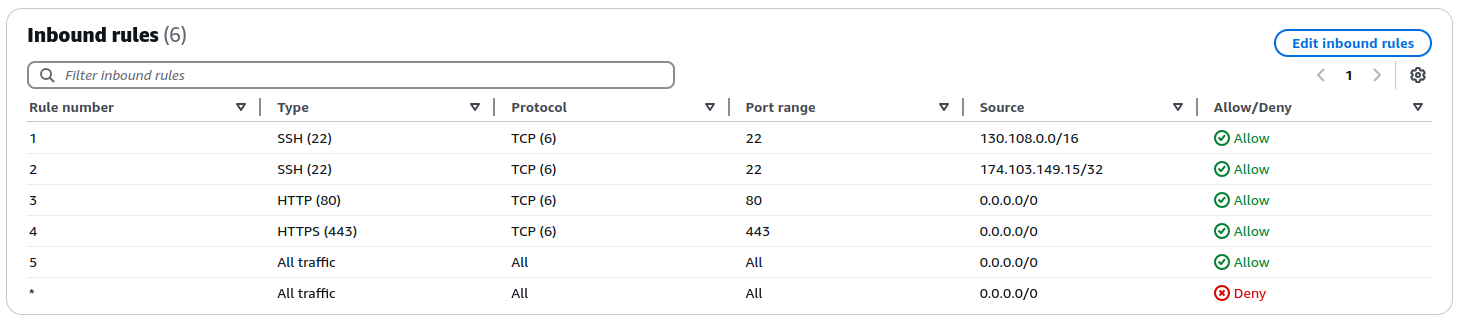 Inbound rules (6)
Edit inbound rules
Filter inbound rules
1
Rule number Type Protocol Port range Source Allow/Deny
1 SSH (22) TCP (6) 22 130.108.0.0/16 Allow
2 SSH (22) TCP (6) 22 174.103.149.15/32 Allow
3 HTTP (80) TCP (6) 80 0.0.0.0/0 Allow
4 HTTPS (443) TCP (6) 443 0.0.0.0/0 Allow
5 All traffic All All 0.0.0.0/0 Allow
* All traffic All All 0.0.0.0/0 Deny